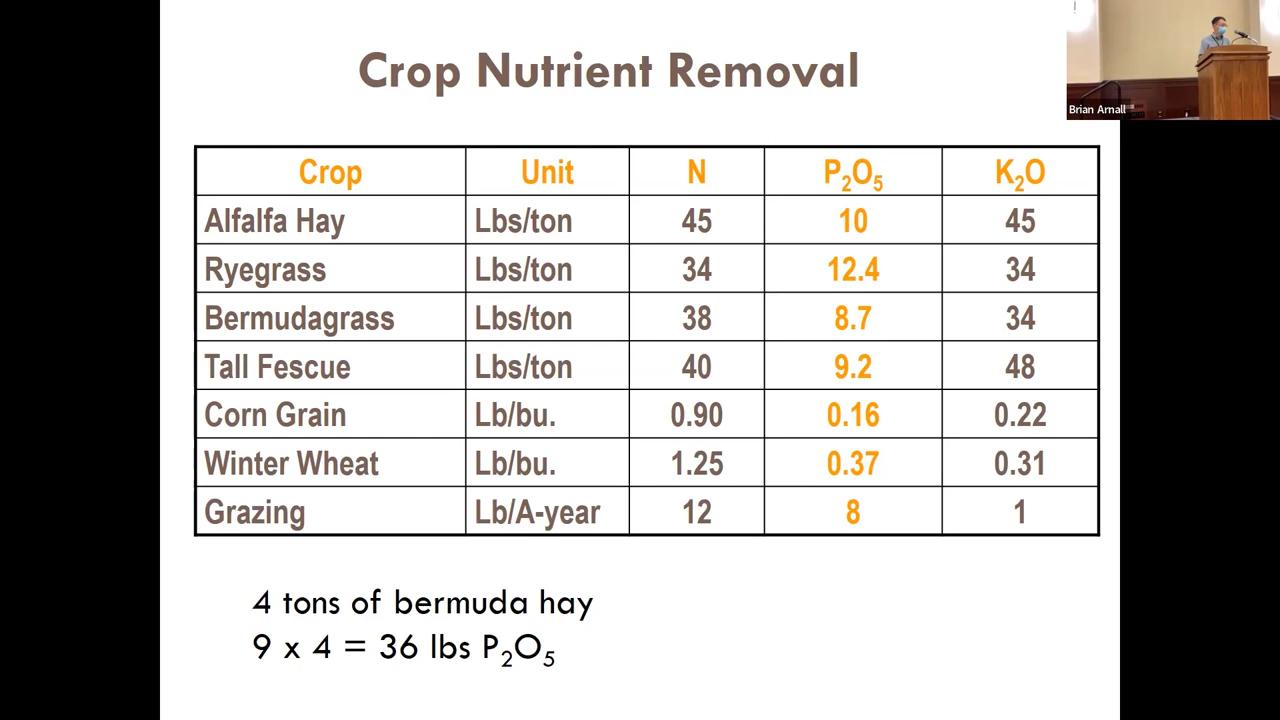 Crop Nutrient Removal
Brian Arnall
Crop Unit N P₂O₅ K₂O
Alfalfa Hay Lbs/ton 45 10 45
Ryegrass Lbs/ton 34 12.4 34
Bermudagrass Lbs/ton 38 8.7 34
Tall Fescue Lbs/ton 40 9.2 48
Corn Grain Lb/bu. 0.90 0.16 0.22
Winter Wheat Lb/bu. 1.25 0.37 0.31
Grazing Lb/A-year 12 8 1
4 tons of bermuda hay
9 x 4 = 36 lbs P₂O₅